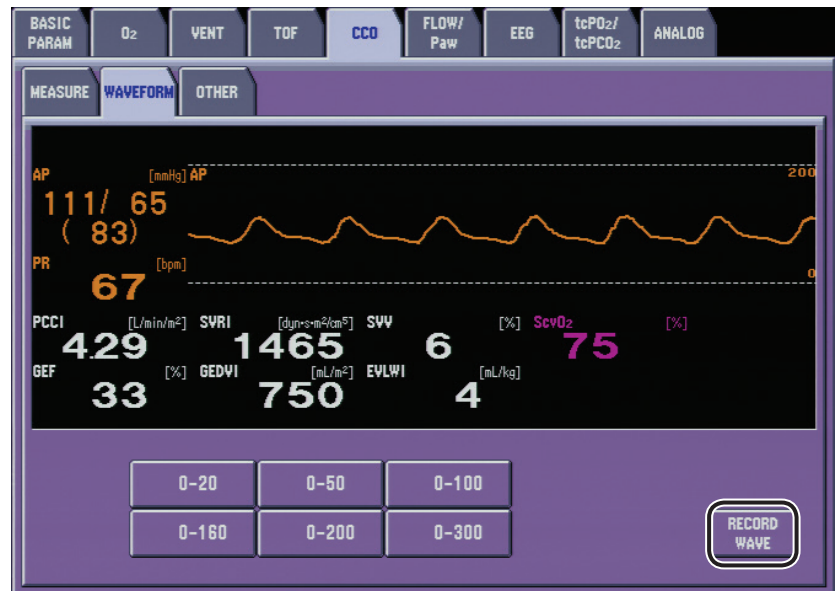 BASIC PARAM O₂ VENT TOF CCO FLOW/ Paw EEG tcPO₂/ tcPCO₂ ANALOG
MEASURE WAVEFORM OTHER
AP [mmHg] AP 200
111/ 65
( 83)
PR [bpm] 0
67
PCCI [L/min/m²] SVRI [dyn•s•m²/cm⁵] SVV [%] ScvO₂ [%]
4.29 1465 6 75
GEF [%] GEDVI [mL/m²] EVLWI [mL/kg]
33 750 4
0-20 0-50 0-100
0-160 0-200 0-300
RECORD WAVE